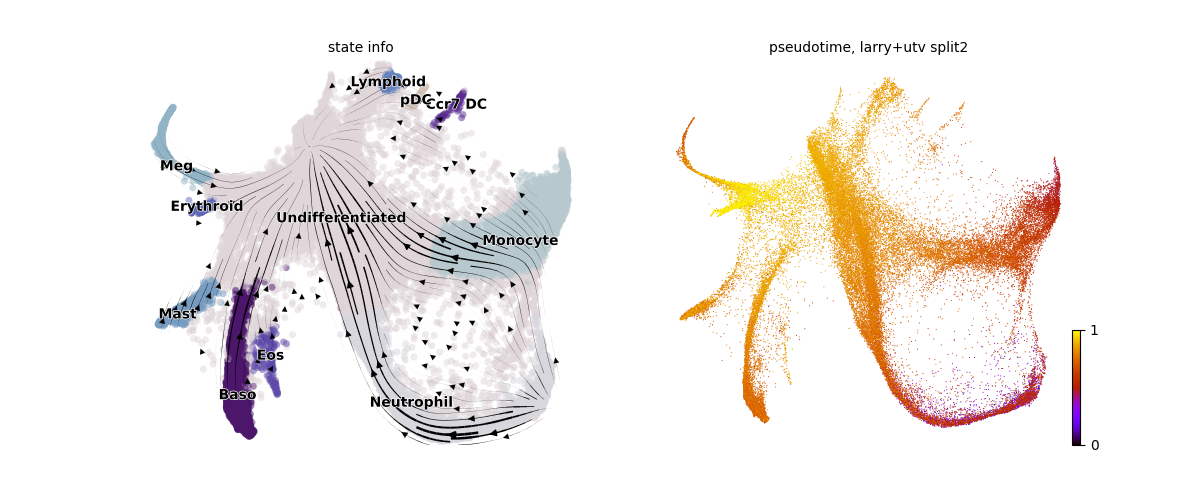 state info
pseudotime, larry+utv split2
Lymphoid
pDC
Ccr7 DC
Meg
Erythroid
Undifferentiated
Monocyte
Mast
Eos
Baso
Neutrophil
1
0